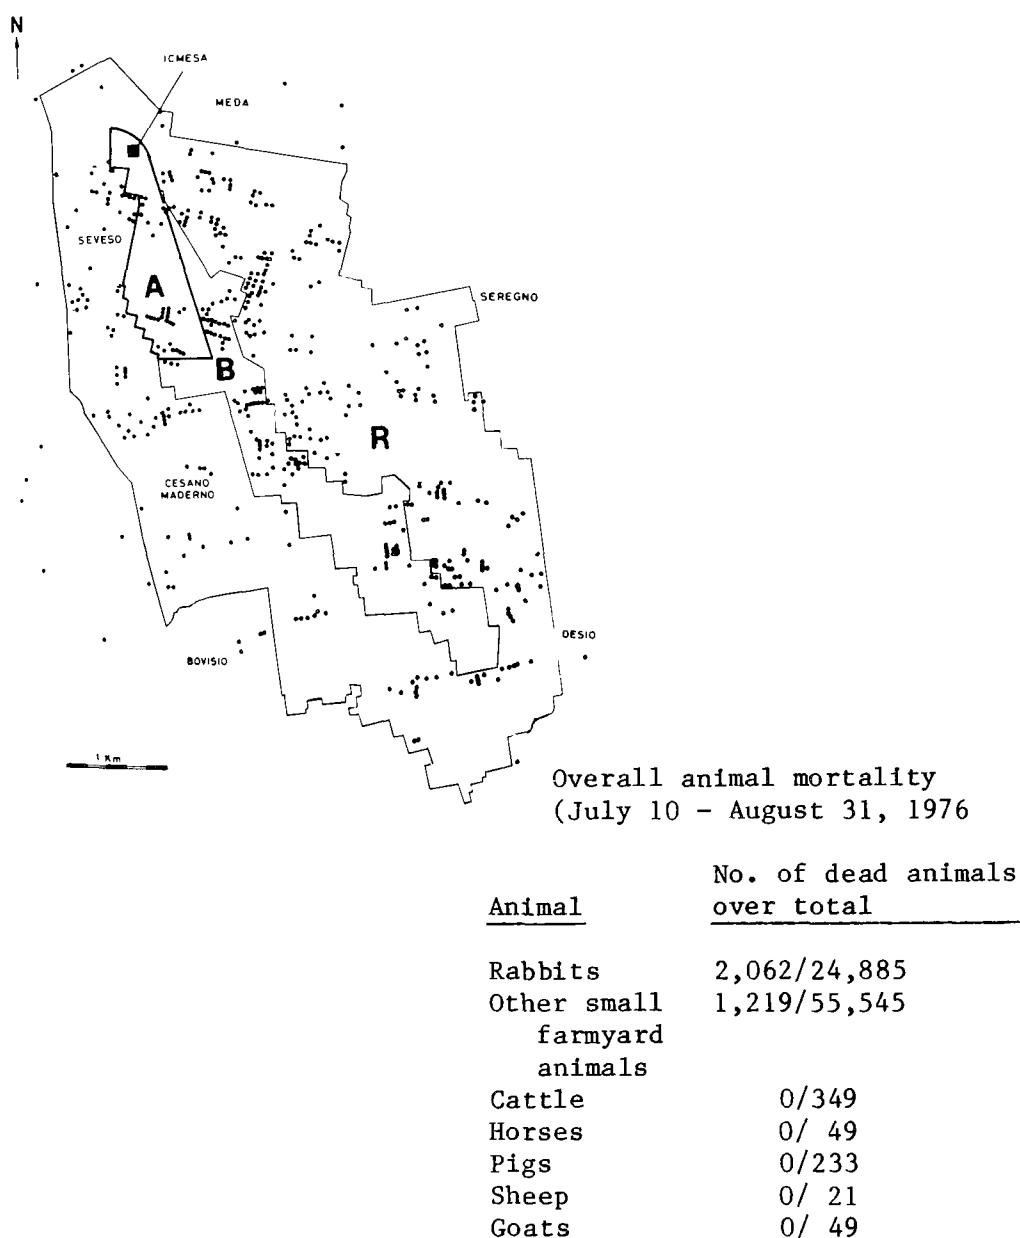 N
ICMESA
MEDA
SEVESO
A
SEREGNO
B
R
CESANO
MADERNO
DESIO
BOVISIO
1 Km
Overall animal mortality
(July 10 - August 31, 1976
No. of dead animals
Animal over total
Rabbits 2,062/24,885
Other small 1,219/55,545
farmyard
animals
Cattle 0/349
Horses 0/ 49
Pigs 0/233
Sheep 0/ 21
Goats 0/ 49